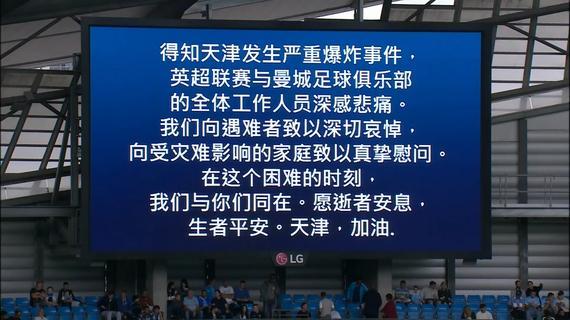 得知天津发生严重爆炸事件，
英超联赛与曼城足球俱乐部
的全体工作人员深感悲痛。
我们向遇难者致以深切哀悼，
向受灾难影响的家庭致以真挚慰问。
在这个困难的时刻，
我们与你们同在。愿逝者安息，
生者平安。天津，加油.
LG